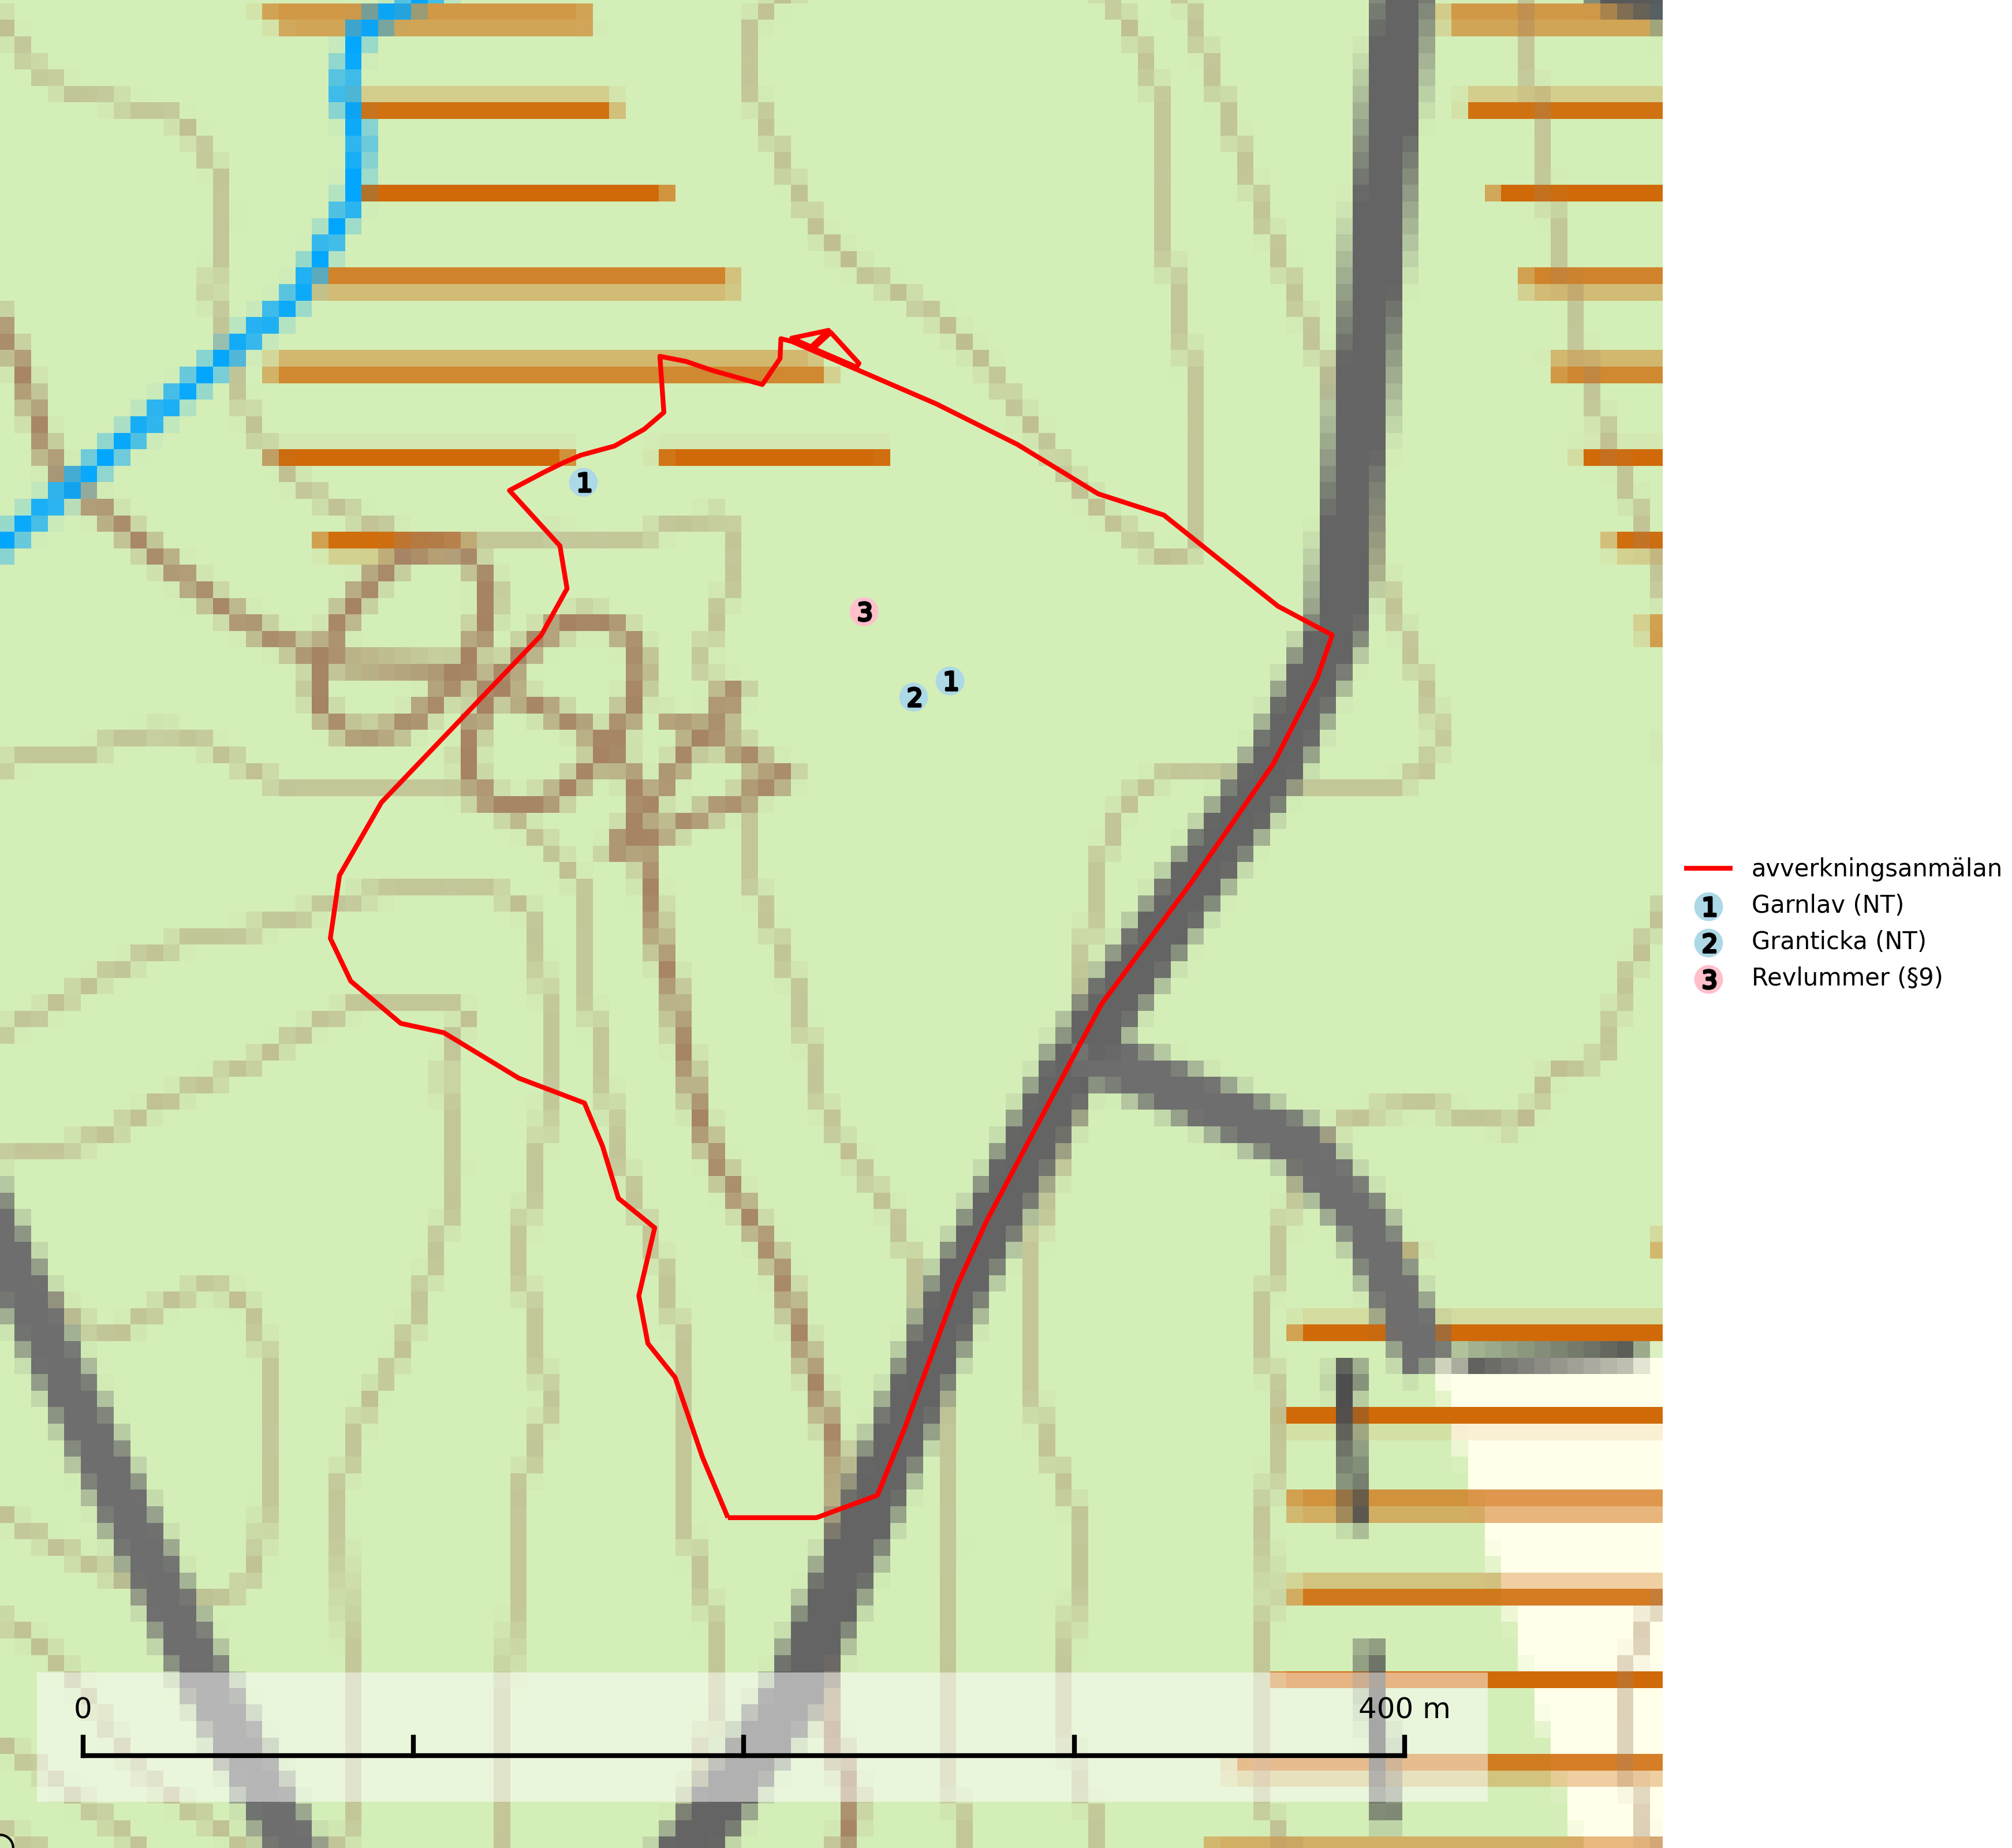 1
3
1
2
avverkningsanmälan
1 Garnlav (NT)
2 Granticka (NT)
3 Revlummer (§9)
0 400 m